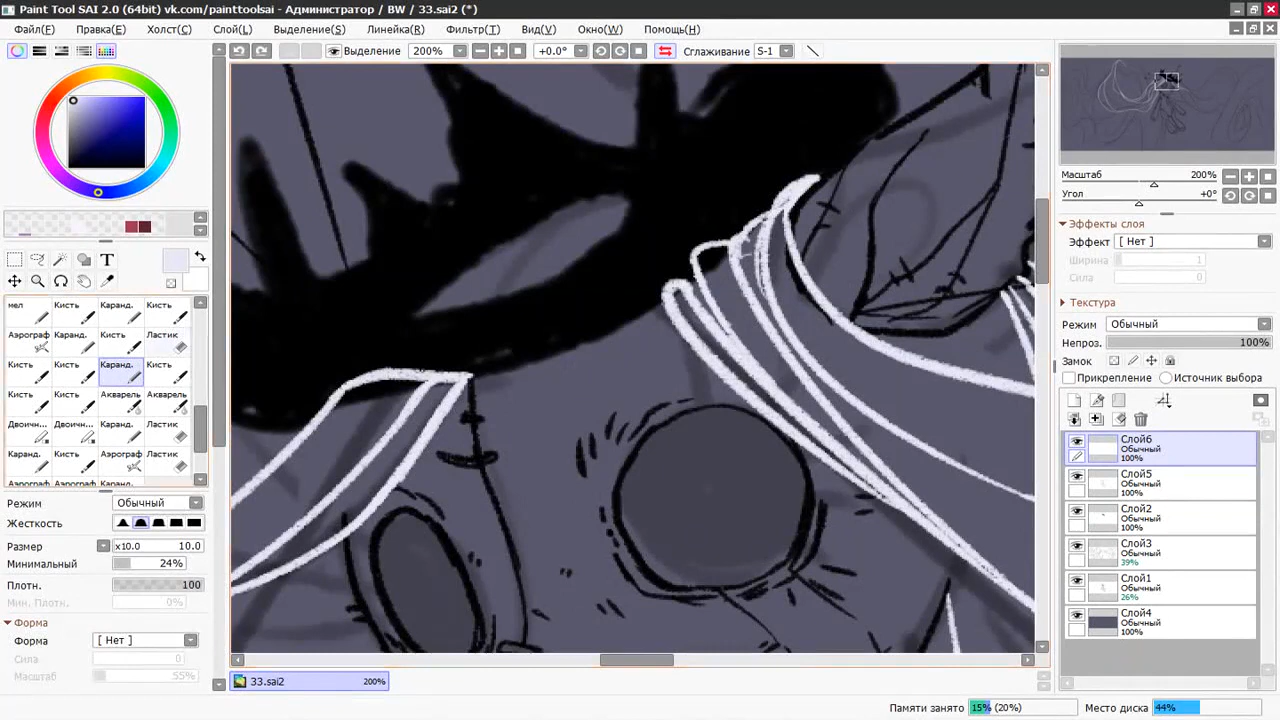 Paint Tool SAI 2.0 (64bit) vk.com/painttoolsai - Администратор / BW / 33.sai2 (*)
Файл(F) Правка(E) Холст(C) Слой(L) Выделение(S) Линейка(R) Фильтр(T) Вид(V) Окно(W) Помощь(H)
Выделение 200% +0.0° Сглаживание S-1
Масштаб 200%
Угол +0°
Эффекты слоя
Эффект [ Нет ]
Ширина 1
Сила 0
Текстура
Режим Обычный
Непроз. 100%
Замок
Прикрепление Источник выбора
Слой6
Обычный
100%
Слой5
Обычный
100%
Слой2
Обычный
100%
Слой3
Обычный
39%
Слой1
Обычный
26%
Слой4
Обычный
100%
T
мел Кисть Каранд. Кисть
Аэрограф Каранд. Кисть Ластик
Кисть Кисть Каранд. Кисть
Кисть Кисть Акварель Акварель
Двоичн... Двоичн... Каранд. Ластик
Каранд. Кисть Аэрограф Каранд.
Режим Обычный
Жесткость
Размер x10.0 10.0
Минимальный 24%
Плотн. 100
Мин. Плотн. 0%
Форма
Форма [ Нет ]
Сила 0
Масштаб 55%
33.sai2 200%
Памяти занято 15% (20%) Место диска 44%